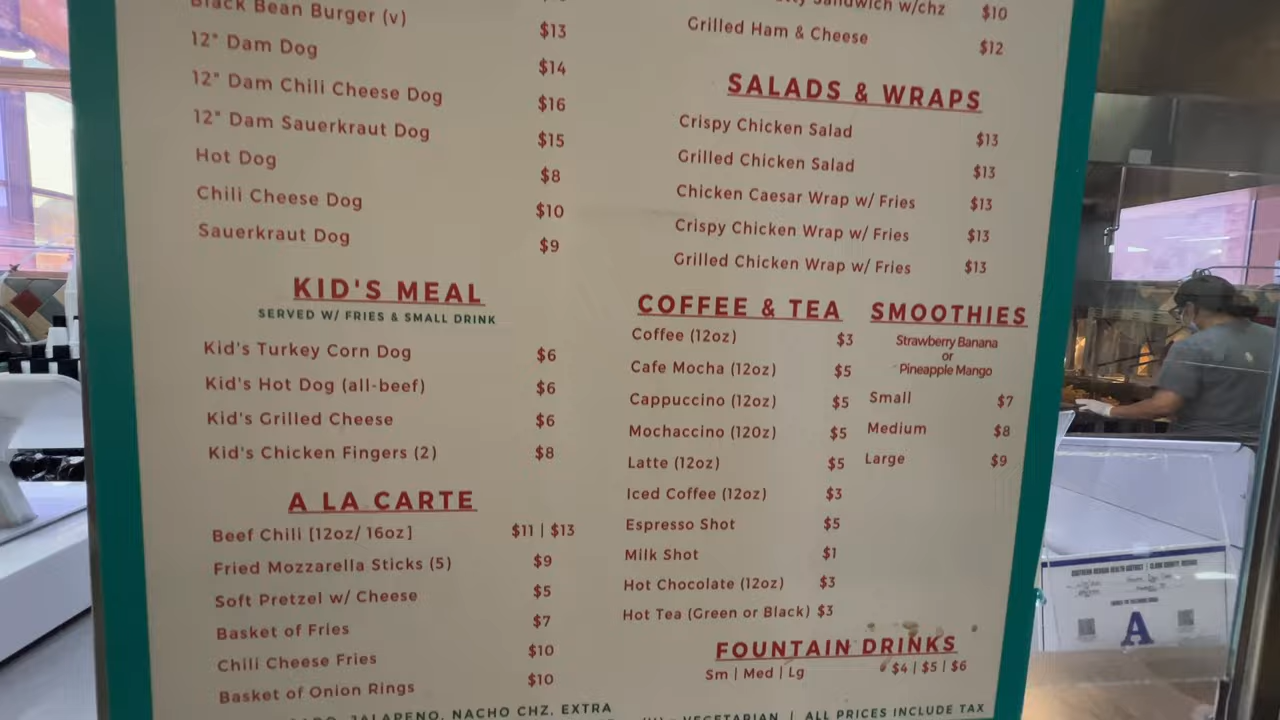 Black Bean Burger (v) $13
12" Dam Dog $14
12" Dam Chili Cheese Dog $16
12" Dam Sauerkraut Dog $15
Hot Dog $8
Chili Cheese Dog $10
Sauerkraut Dog $9
KID'S MEAL
SERVED W/ FRIES & SMALL DRINK
Kid's Turkey Corn Dog $6
Kid's Hot Dog (all-beef) $6
Kid's Grilled Cheese $6
Kid's Chicken Fingers (2) $8
A LA CARTE
Beef Chili [12oz/ 16oz] $11 | $13
Fried Mozzarella Sticks (5) $9
Soft Pretzel w/ Cheese $5
Basket of Fries $7
Chili Cheese Fries $10
Basket of Onion Rings $10
JALAPENO, NACHO CHZ, EXTRA
Sandwich w/chz $10
Grilled Ham & Cheese $12
SALADS & WRAPS
Crispy Chicken Salad $13
Grilled Chicken Salad $13
Chicken Caesar Wrap w/ Fries $13
Crispy Chicken Wrap w/ Fries $13
Grilled Chicken Wrap w/ Fries $13
COFFEE & TEA
Coffee (12oz) $3
Cafe Mocha (12oz) $5
Cappuccino (12oz) $5
Mochaccino (120z) $5
Latte (12oz) $5
Iced Coffee (12oz) $3
Espresso Shot $5
Milk Shot $1
Hot Chocolate (12oz) $3
Hot Tea (Green or Black) $3
SMOOTHIES
Strawberry Banana
or
Pineapple Mango
Small $7
Medium $8
Large $9
FOUNTAIN DRINKS
Sm | Med | Lg $4 | $5 | $6
VEGETARIAN | ALL PRICES INCLUDE TAX
A